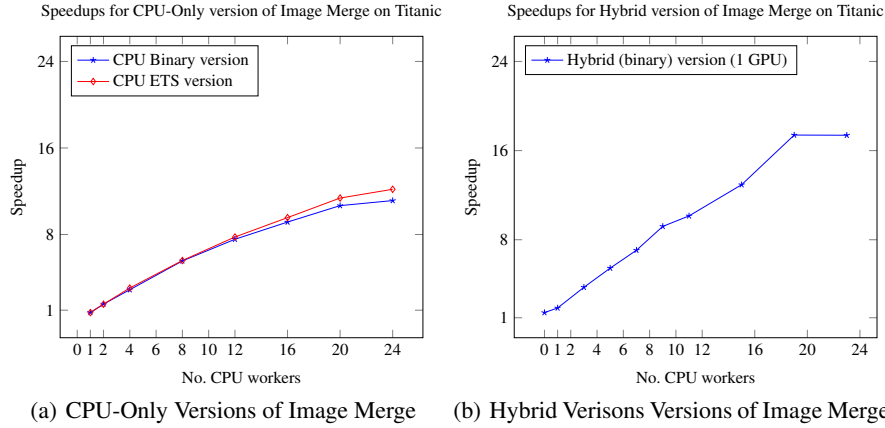 Speedups for CPU-Only version of Image Merge on Titanic
CPU Binary version
CPU ETS version
24
16
8
1
Speedup
0 1 2 4 6 8 10 12 16 20 24
No. CPU workers
(a) CPU-Only Versions of Image Merge
Speedups for Hybrid version of Image Merge on Titanic
Hybrid (binary) version (1 GPU)
24
16
8
1
Speedup
0 1 2 4 6 8 10 12 16 20 24
No. CPU workers
(b) Hybrid Verisons Versions of Image Merge